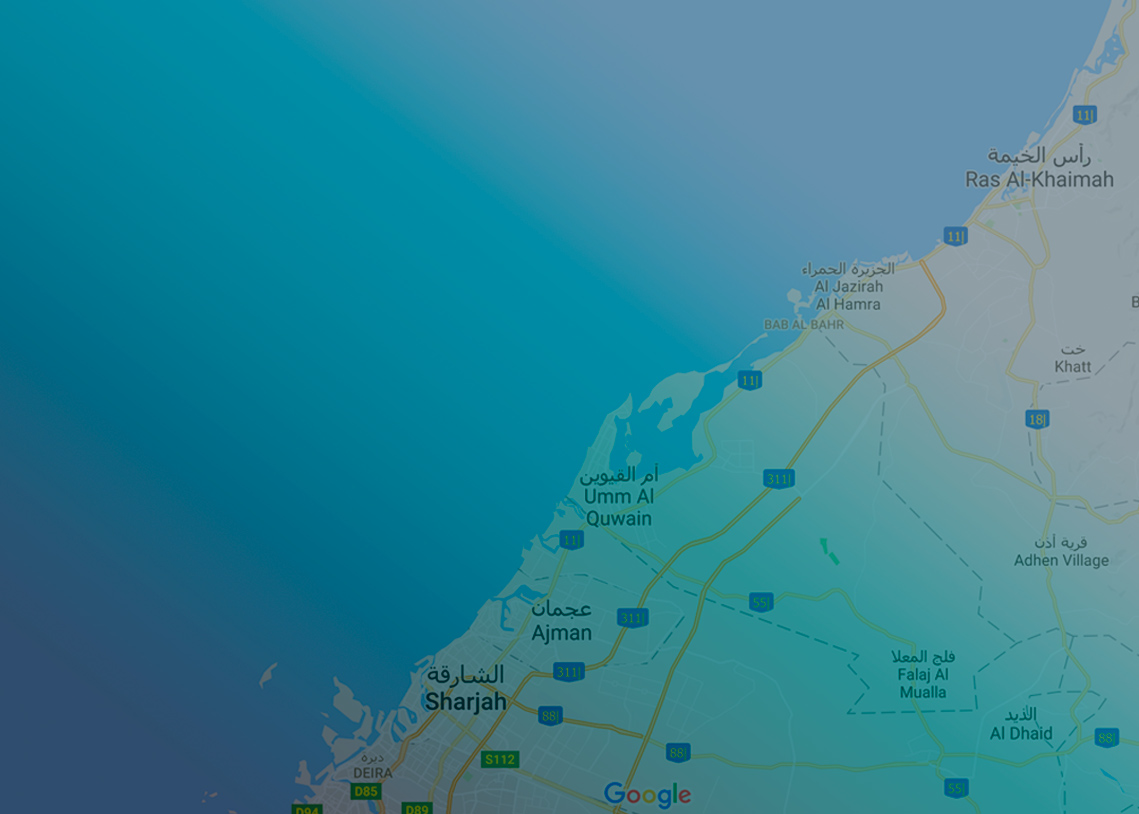 11|
رأس الخيمة
Ras Al-Khaimah
11|
الجزيرة الحمراء
Al Jazirah
Al Hamra
BAB AL BAHR
خت
Khatt
11|
18|
أم القيوين
Umm Al
Quwain
311|
11|
قرية أذن
Adhen Village
عجمان
Ajman
55|
311|
فلج المعلا
Falaj Al
Mualla
311|
الشارقة
Sharjah
88|
الذيد
Al Dhaid
88|
88|
ديرة
DEIRA
S112
55|
Google
D85
D94
D89